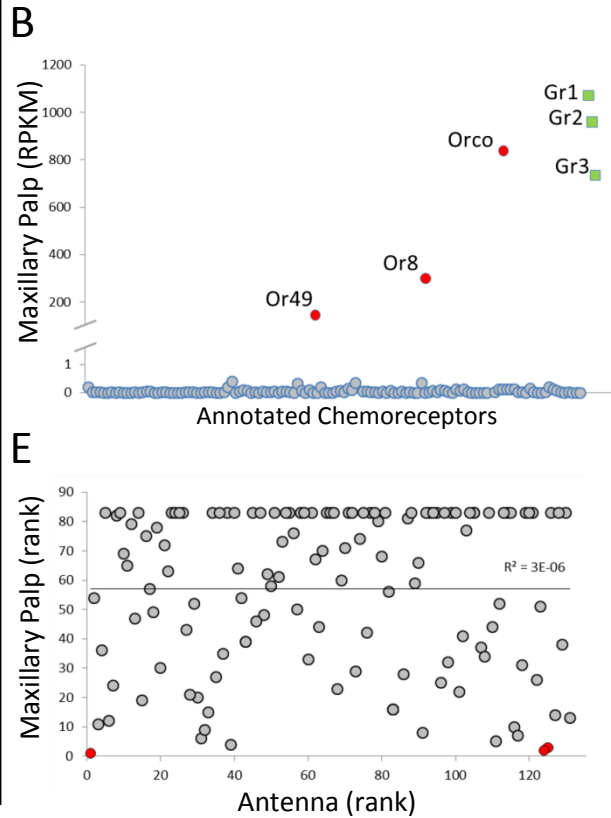 B
Maxillary Palp (RPKM)
1200
1000
800
600
400
200
1
0
Gr1
Gr2
Orco
Gr3
Or8
Or49
Annotated Chemoreceptors
E
Maxillary Palp (rank)
90
80
70
60
50
40
30
20
10
0
R² = 3E-06
0 20 40 60 80 100 120
Antenna (rank)